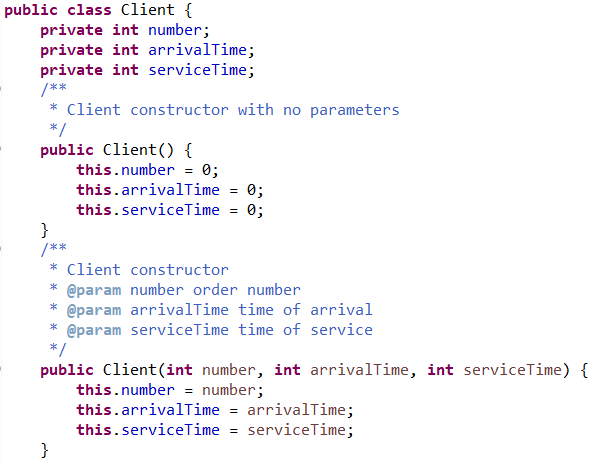 public class Client {
    private int number;
    private int arrivalTime;
    private int serviceTime;
    /**
     * Client constructor with no parameters
     */
    public Client() {
        this.number = 0;
        this.arrivalTime = 0;
        this.serviceTime = 0;
    }
    /**
     * Client constructor
     * @param number order number
     * @param arrivalTime time of arrival
     * @param serviceTime time of service
     */
    public Client(int number, int arrivalTime, int serviceTime) {
        this.number = number;
        this.arrivalTime = arrivalTime;
        this.serviceTime = serviceTime;
    }